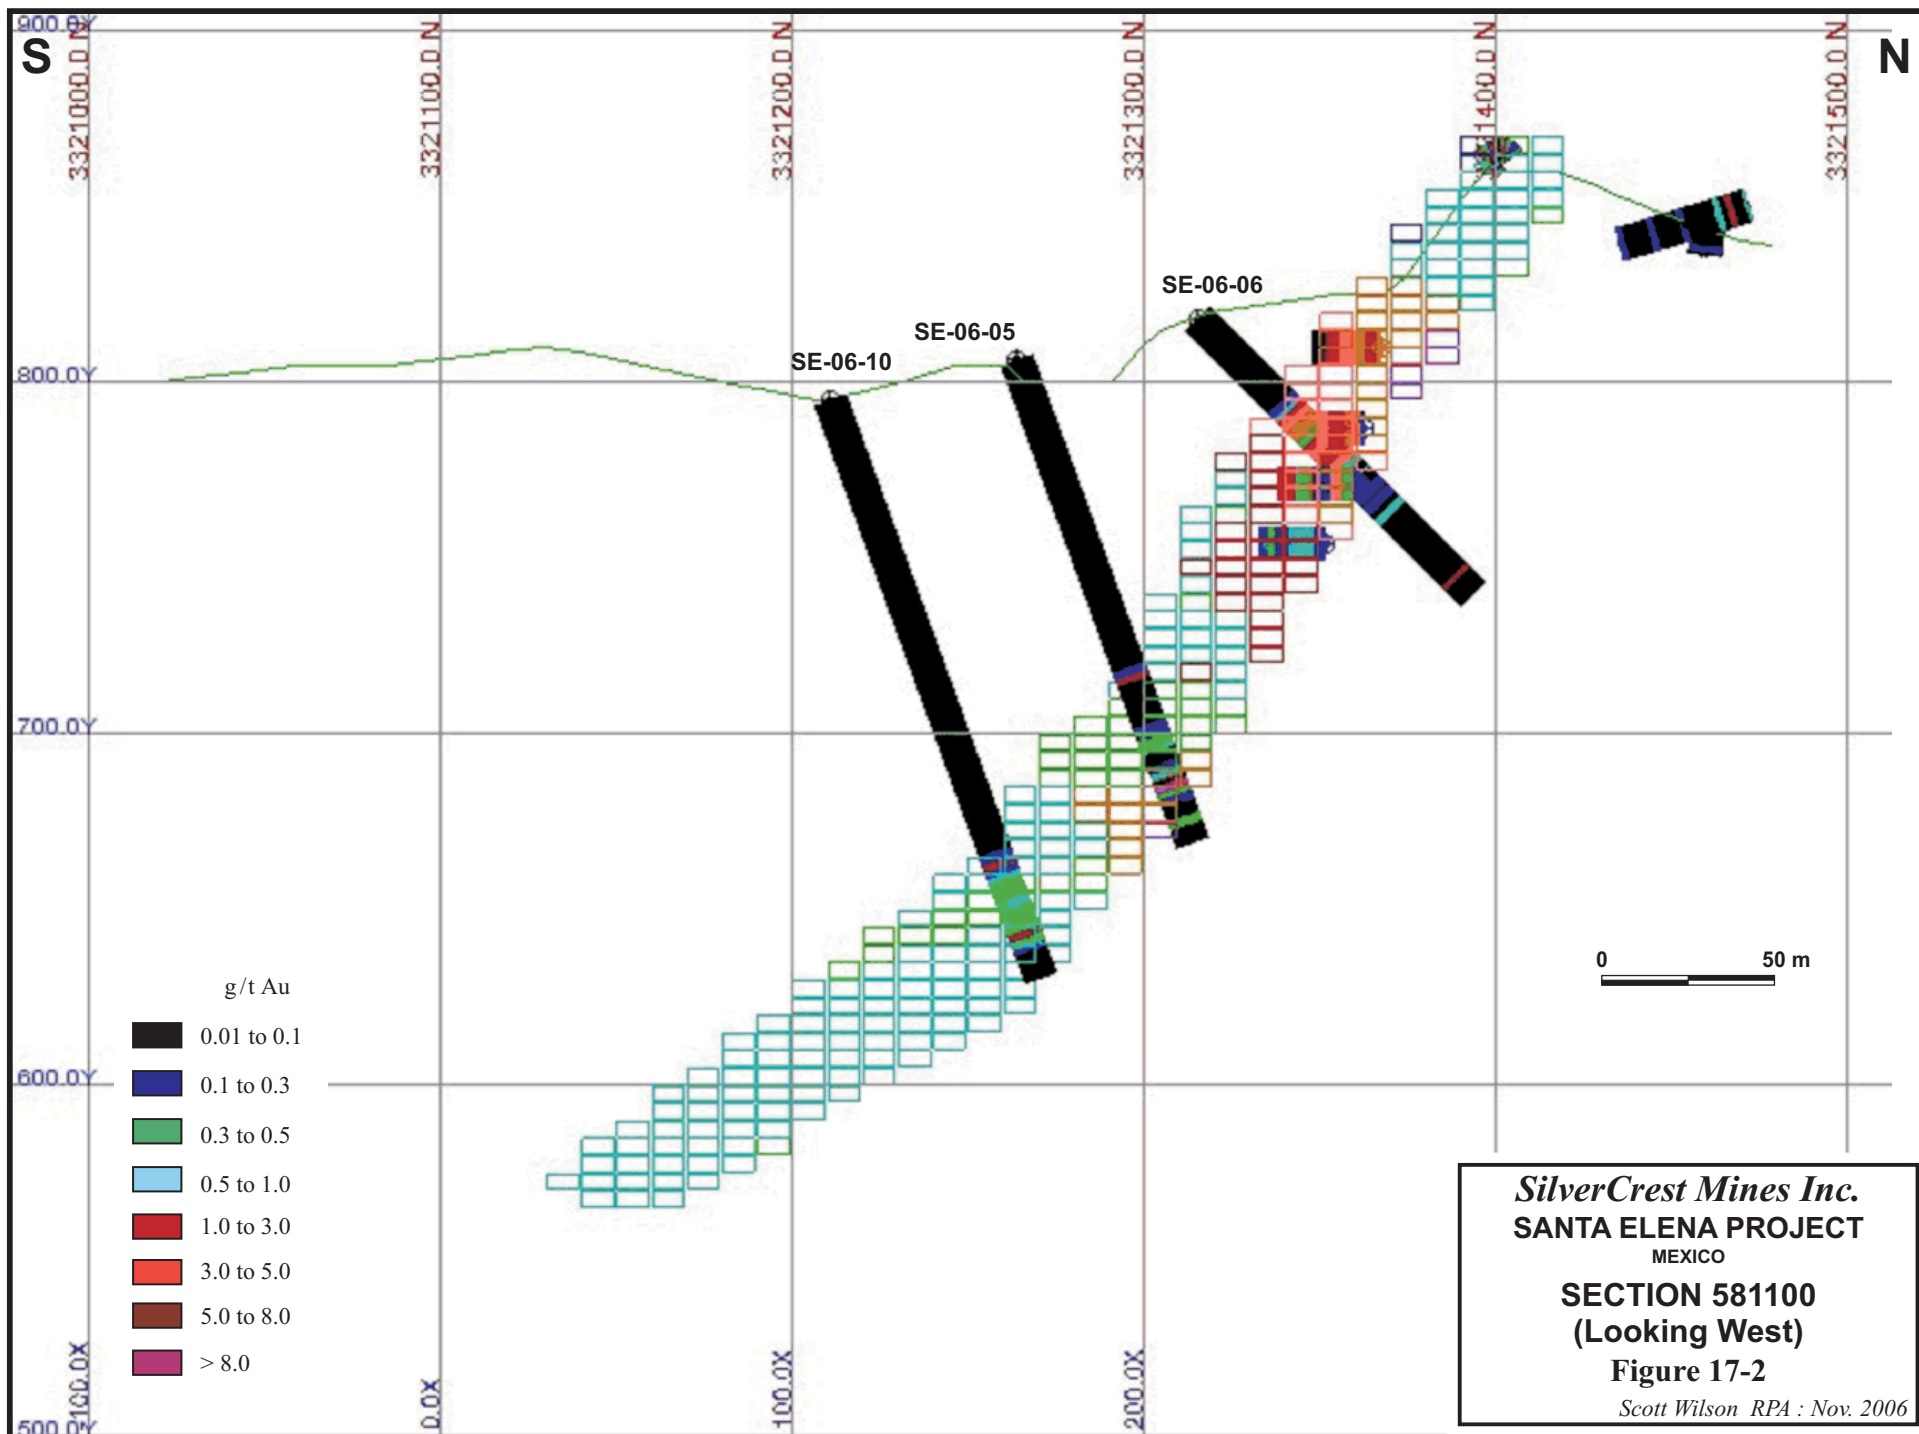 900.0Y
S
N
3321000.0 N
3321100.0 N
3321200.0 N
3321300.0 N
3321400.0 N
3321500.0 N
SE-06-06
SE-06-05
SE-06-10
800.0Y
700.0Y
600.0Y
500.0Y
0
50 m
g/t Au
0.01 to 0.1
0.1 to 0.3
0.3 to 0.5
0.5 to 1.0
1.0 to 3.0
3.0 to 5.0
5.0 to 8.0
> 8.0
-100.0X
0.0X
100.0X
200.0X
SilverCrest Mines Inc.
SANTA ELENA PROJECT
MEXICO
SECTION 581100
(Looking West)
Figure 17-2
Scott Wilson RPA : Nov. 2006